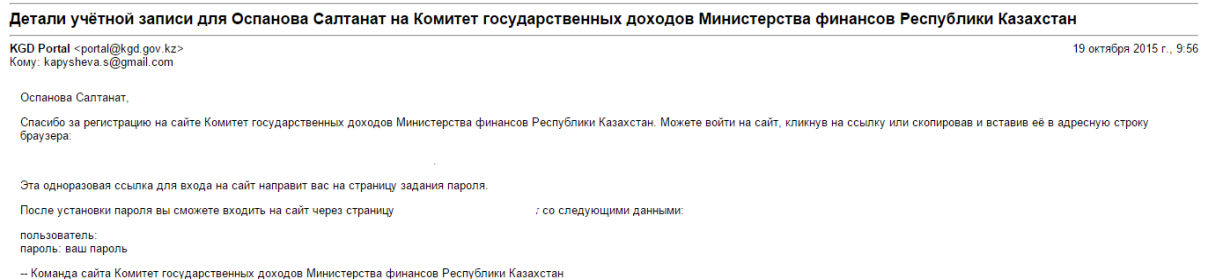 Детали учётной записи для Оспанова Салтанат на Комитет государственных доходов Министерства финансов Республики Казахстан
KGD Portal <portal@kgd.gov.kz>
19 октября 2015 г., 9:56
Кому: kapysheva.s@gmail.com
Оспанова Салтанат,
Спасибо за регистрацию на сайте Комитет государственных доходов Министерства финансов Республики Казахстан. Можете войти на сайт, кликнув на ссылку или скопировав и вставив её в адресную строку
браузера:
Эта одноразовая ссылка для входа на сайт направит вас на страницу задания пароля.
После установки пароля вы сможете входить на сайт через страницу со следующими данными:
пользователь:
пароль: ваш пароль
-- Команда сайта Комитет государственных доходов Министерства финансов Республики Казахстан